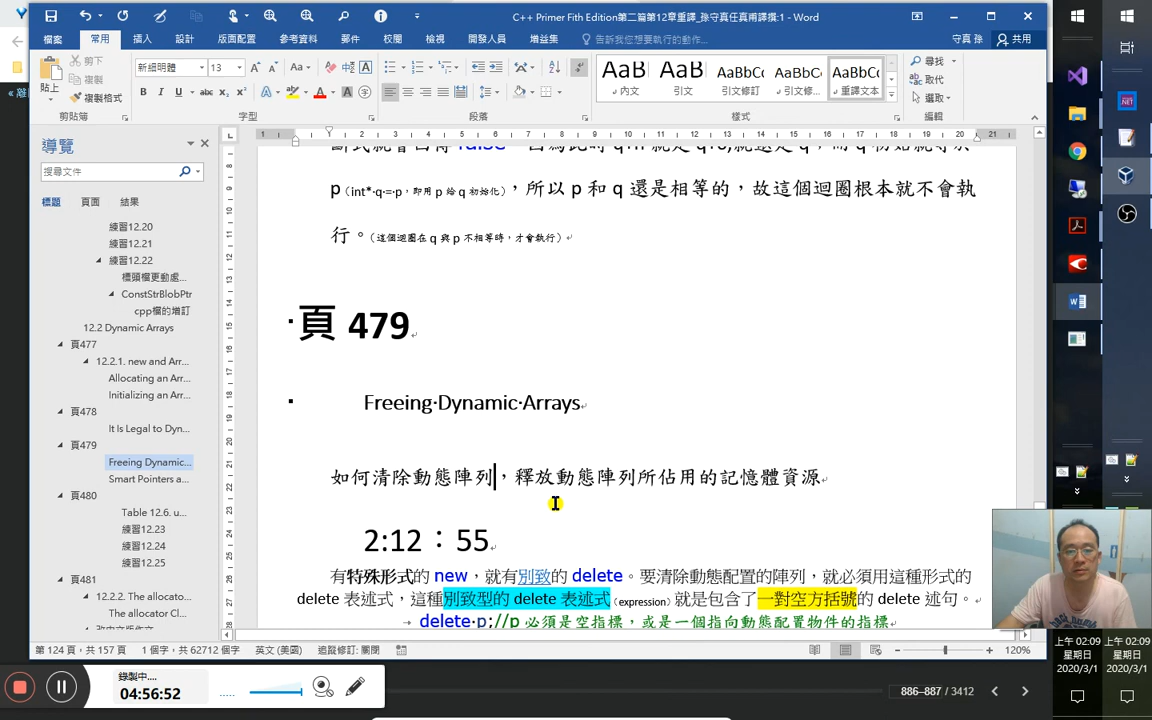 C++ Primer Fith Edition第二篇第12章重譯_孫守真任真甫譯撰:1 - Word
檔案 常用 插入 設計 版面配置 參考資料 郵件 校閱 檢視 開發人員 增益集 告訴我您想要執行的動作... 守真 孫 共用
貼上
剪下
複製
複製格式
新細明體 13
B I U abc x₂ x²
AaB 內文
AaB 引文
AaBbCc 引文修訂
AaBbCc 引文修...
AaBbCc 重譯文本
尋找
取代
選取
剪貼簿 字型 段落 樣式 編輯
導覽
搜尋文件
標題 頁面 結果
練習12.20
練習12.21
練習12.22
標頭檔更動處...
ConstStrBlobPtr
cpp檔的增訂
12.2 Dynamic Arrays
頁477
12.2.1. new and Arr...
Allocating an Arr...
Initializing an Arr...
頁478
It Is Legal to Dyn...
頁479
Freeing Dynamic...
Smart Pointers a...
頁480
Table 12.6. u...
練習12.23
練習12.24
練習12.25
頁481
12.2.2. The allocato...
The allocator Cl...
p（int*·q·=·p，即用 p 給 q 初始化），所以 p 和 q 還是相等的，故這個迴圈根本就不會執
行。（這個迴圈在 q 與 p 不相等時，才會執行）
頁 479
Freeing·Dynamic·Arrays
如何清除動態陣列，釋放動態陣列所佔用的記憶體資源
2:12：55
有特殊形式的 new，就有別致的 delete。要清除動態配置的陣列，就必須用這種形式的
delete 表述式，這種別致型的 delete 表述式（expression）就是包含了一對空方括號的 delete 述句。
delete·p;//p 必須是空指標，或是一個指向動態配置物件的指標
第 124 頁，共 157 頁 1 個字，共 62712 個字 英文 (美國) 追蹤修訂: 關閉 120%
錄製中...
04:56:52
886–887 / 3412
上午 02:09
星期日
2020/3/1
上午 02:09
星期日
2020/3/1